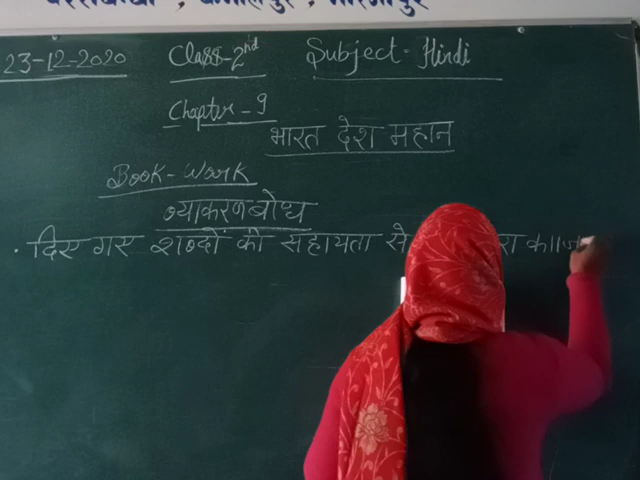 23-12-2020 Class-2nd Subject - Hindi
Chapter - 9
भारत देश महान
Book-Work
व्याकरणबोध
. दिए गए शब्दों की सहायता से